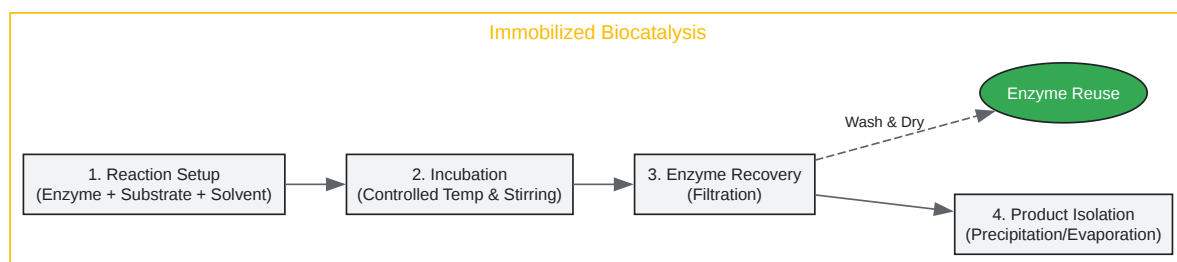 Immobilized Biocatalysis
Enzyme Reuse
Wash & Dry
1. Reaction Setup
(Enzyme + Substrate + Solvent)
2. Incubation
(Controlled Temp & Stirring)
3. Enzyme Recovery
(Filtration)
4. Product Isolation
(Precipitation/Evaporation)